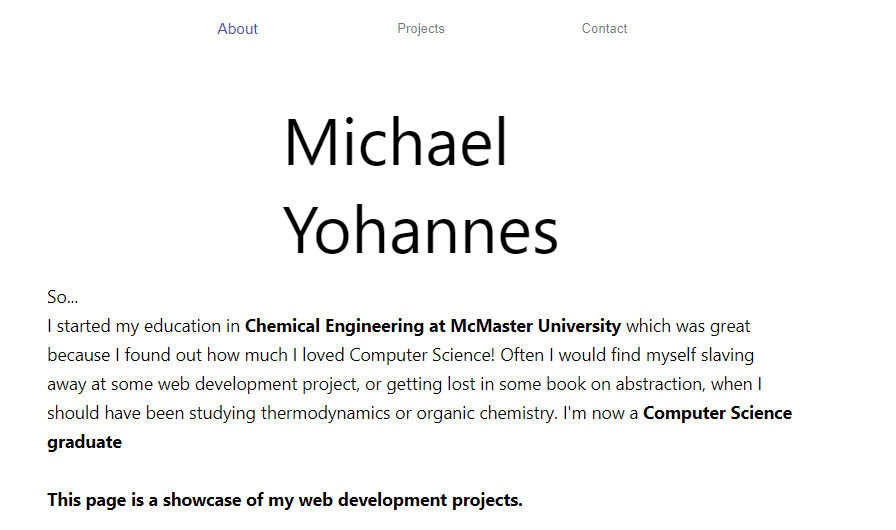 About Projects Contact
Michael
Yohannes
So...
I started my education in Chemical Engineering at McMaster University which was great
because I found out how much I loved Computer Science! Often I would find myself slaving
away at some web development project, or getting lost in some book on abstraction, when I
should have been studying thermodynamics or organic chemistry. I'm now a Computer Science
graduate
This page is a showcase of my web development projects.